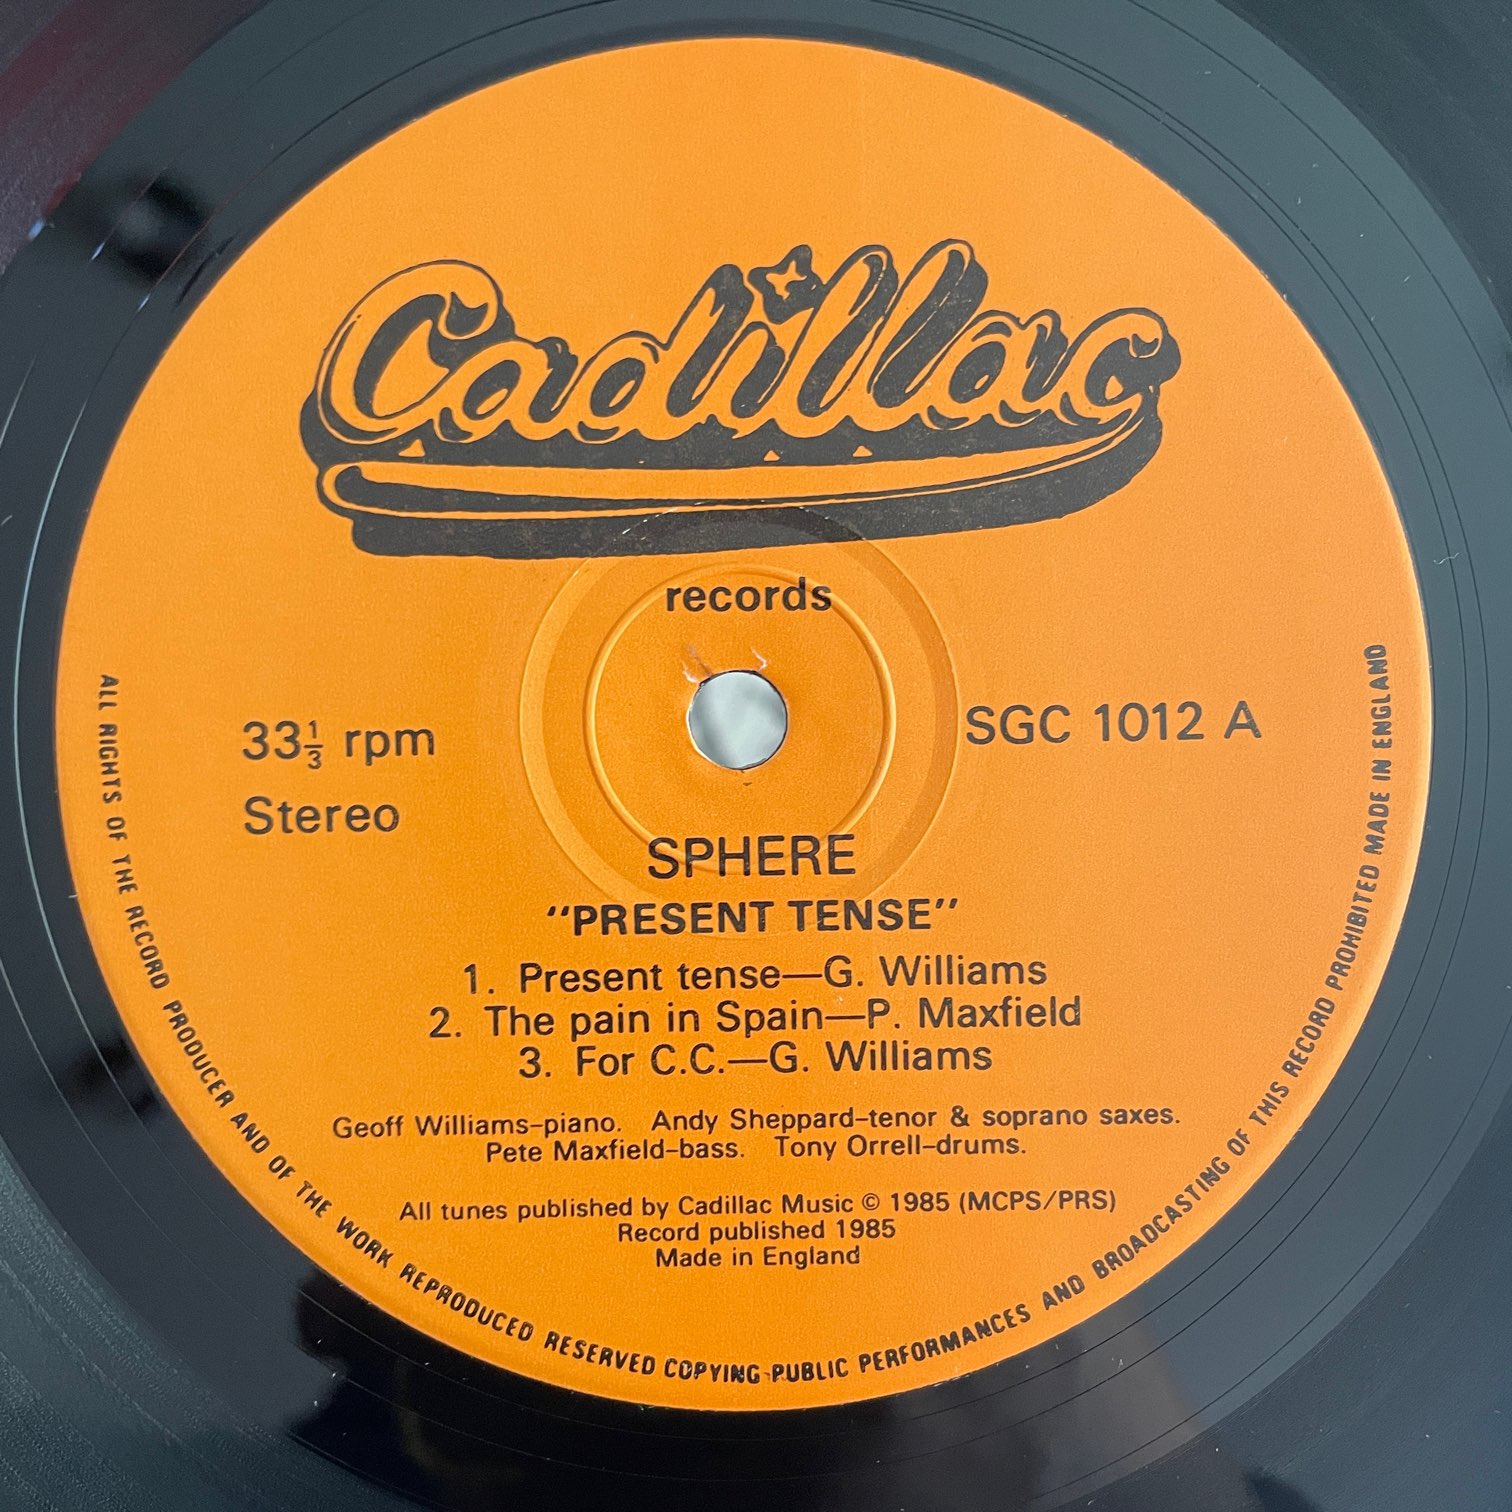 Cadillac
records
33⅓ rpm
Stereo
SGC 1012 A
SPHERE
"PRESENT TENSE"
1. Present tense—G. Williams
2. The pain in Spain—P. Maxfield
3. For C.C.—G. Williams
Geoff Williams–piano. Andy Sheppard–tenor & soprano saxes.
Pete Maxfield–bass. Tony Orrell–drums.
All tunes published by Cadillac Music © 1985 (MCPS/PRS)
Record published 1985
Made in England
ALL RIGHTS OF THE RECORD PRODUCER AND OF THE WORK REPRODUCED RESERVED COPYING-PUBLIC PERFORMANCES AND BROADCASTING OF THIS RECORD PROHIBITED MADE IN ENGLAND